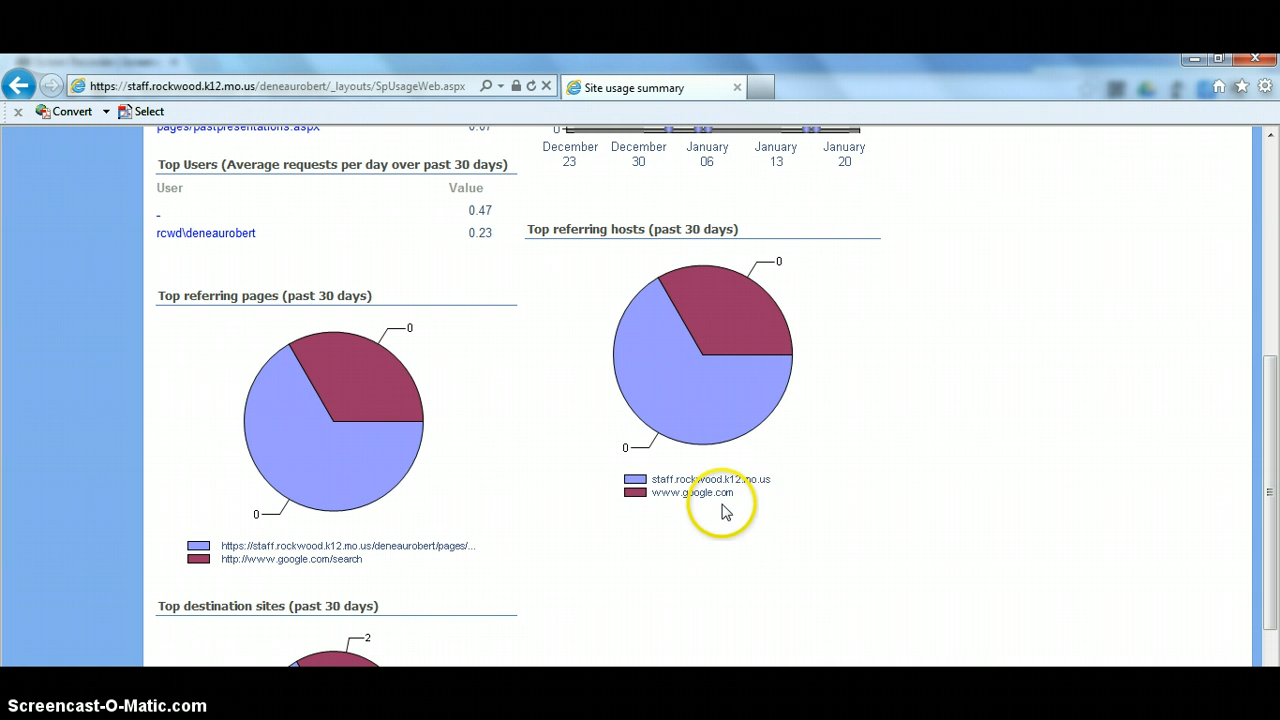 https://staff.rockwood.k12.mo.us/deneaurobert/_layouts/SpUsageWeb.aspx
Site usage summary
Convert
Select
pages/pastpresentations.aspx 0.07
0
December 23
December 30
January 06
January 13
January 20
Top Users (Average requests per day over past 30 days)
User Value
_ 0.47
rcwd\deneaurobert 0.23
Top referring hosts (past 30 days)
0
0
staff.rockwood.k12.mo.us
www.google.com
Top referring pages (past 30 days)
0
0
https://staff.rockwood.k12.mo.us/deneaurobert/pages/...
http://www.google.com/search
Top destination sites (past 30 days)
2
Screencast-O-Matic.com